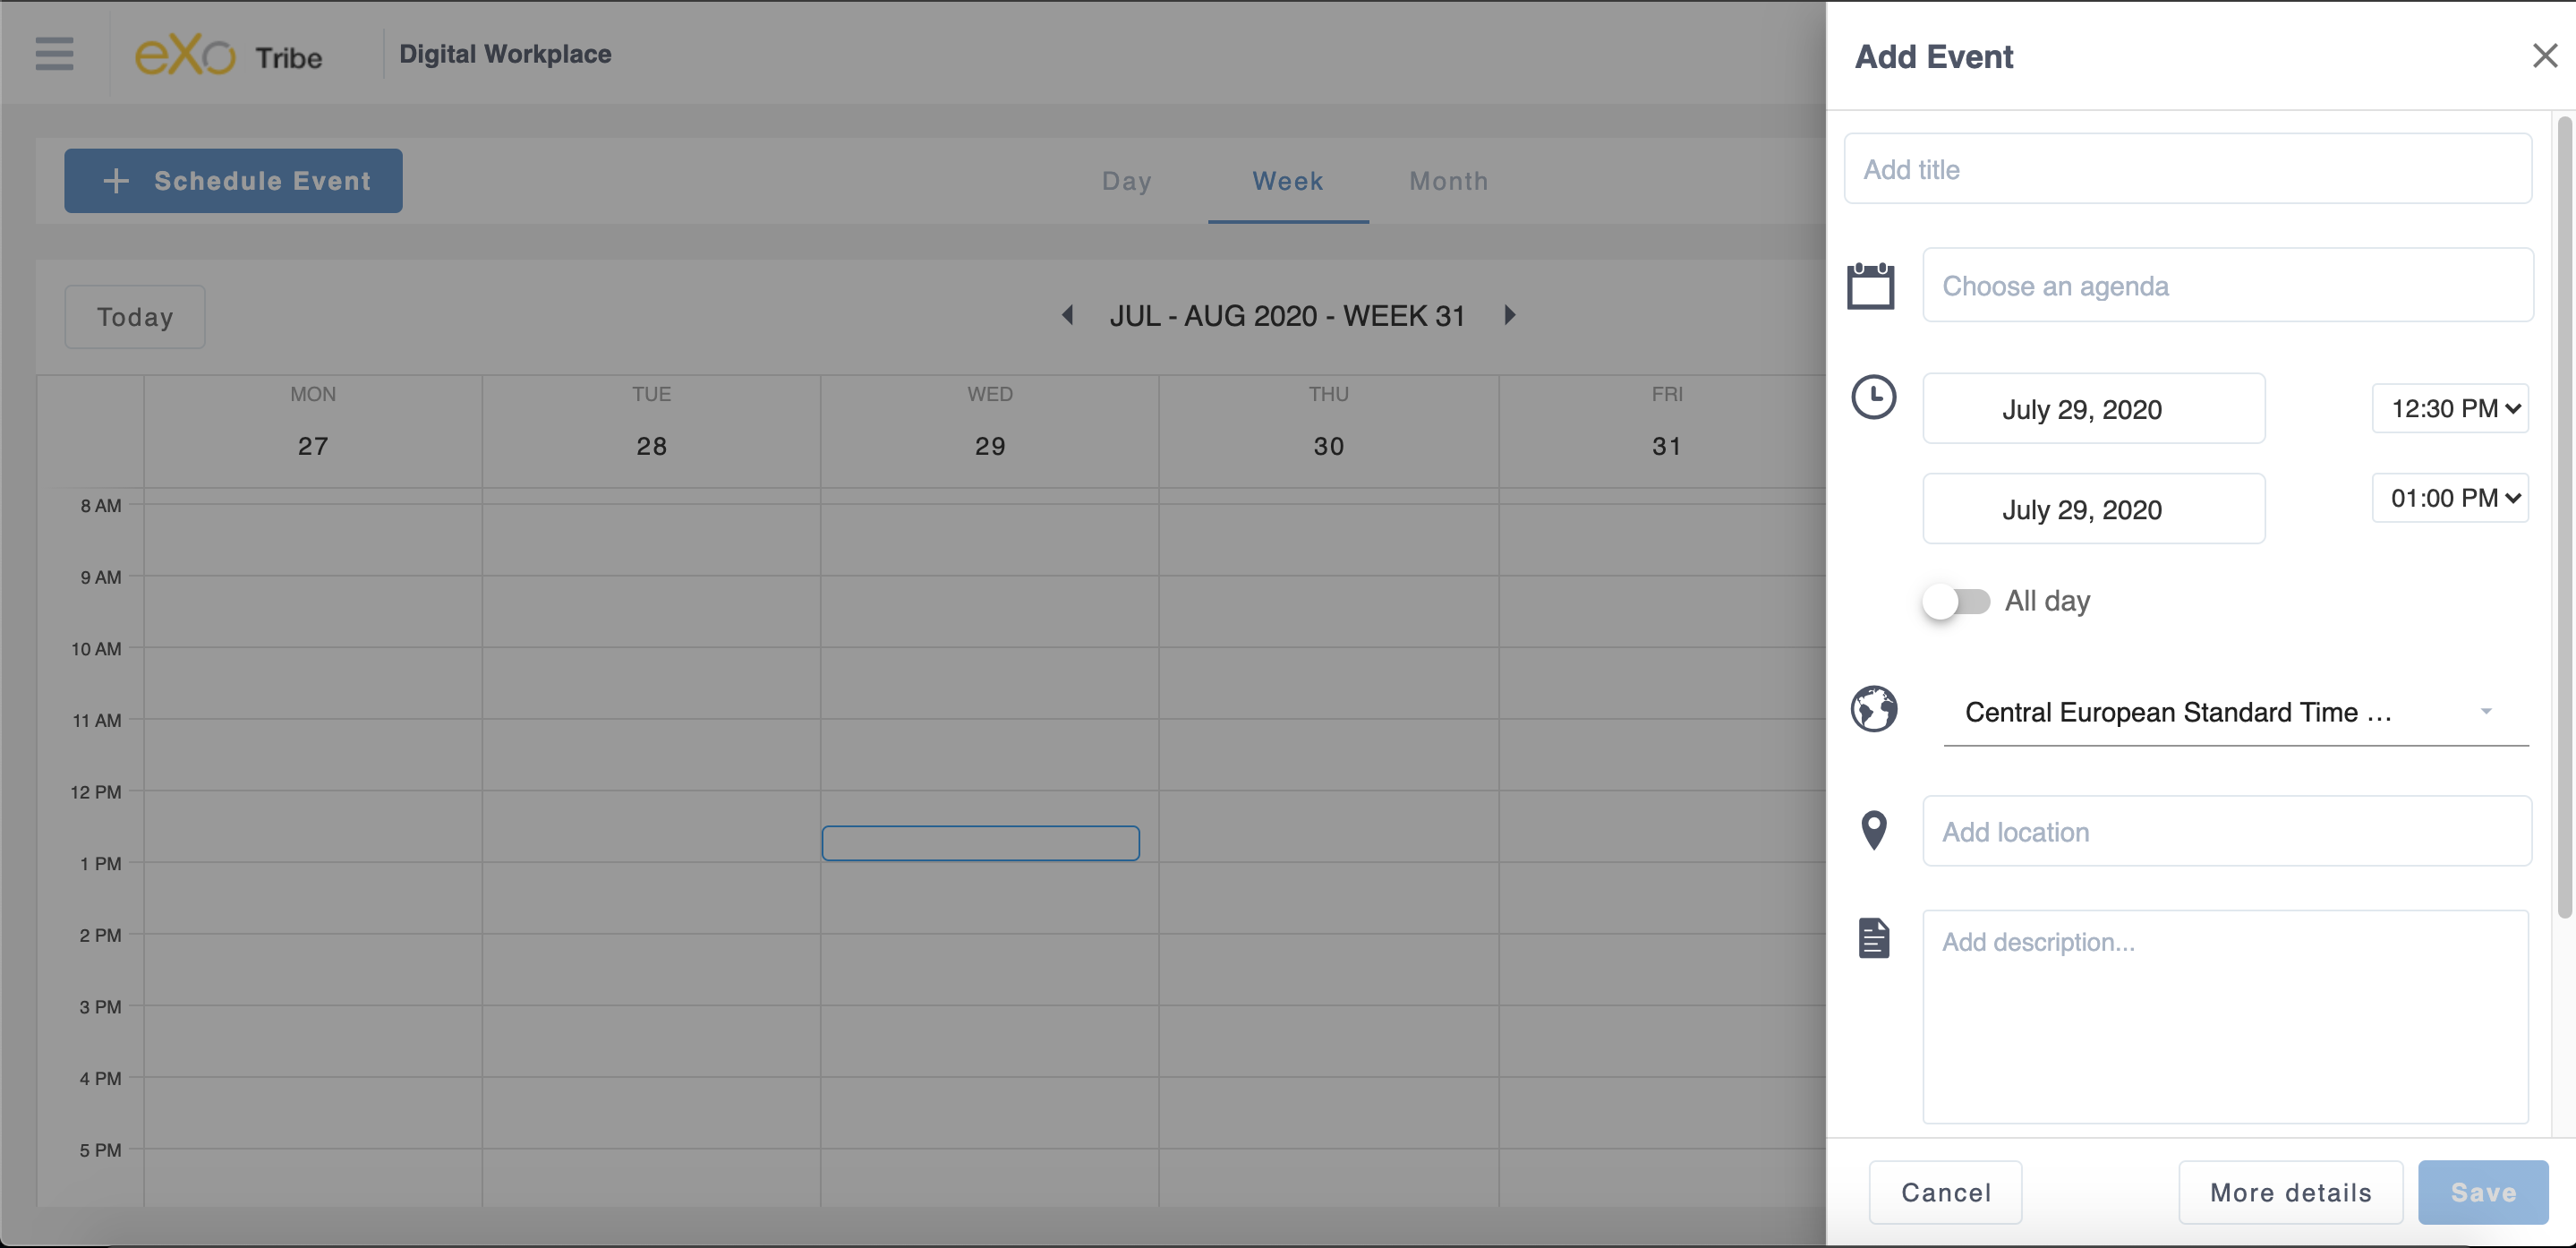 eXo Tribe
Digital Workplace
Schedule Event
Day Week Month
Today
JUL - AUG 2020 - WEEK 31
MON TUE WED THU FRI
27 28 29 30 31
8 AM
9 AM
10 AM
11 AM
12 PM
1 PM
2 PM
3 PM
4 PM
5 PM
Add Event
Add title
Choose an agenda
July 29, 2020 12:30 PM
July 29, 2020 01:00 PM
All day
Central European Standard Time ...
Add location
Add description...
Cancel More details Save